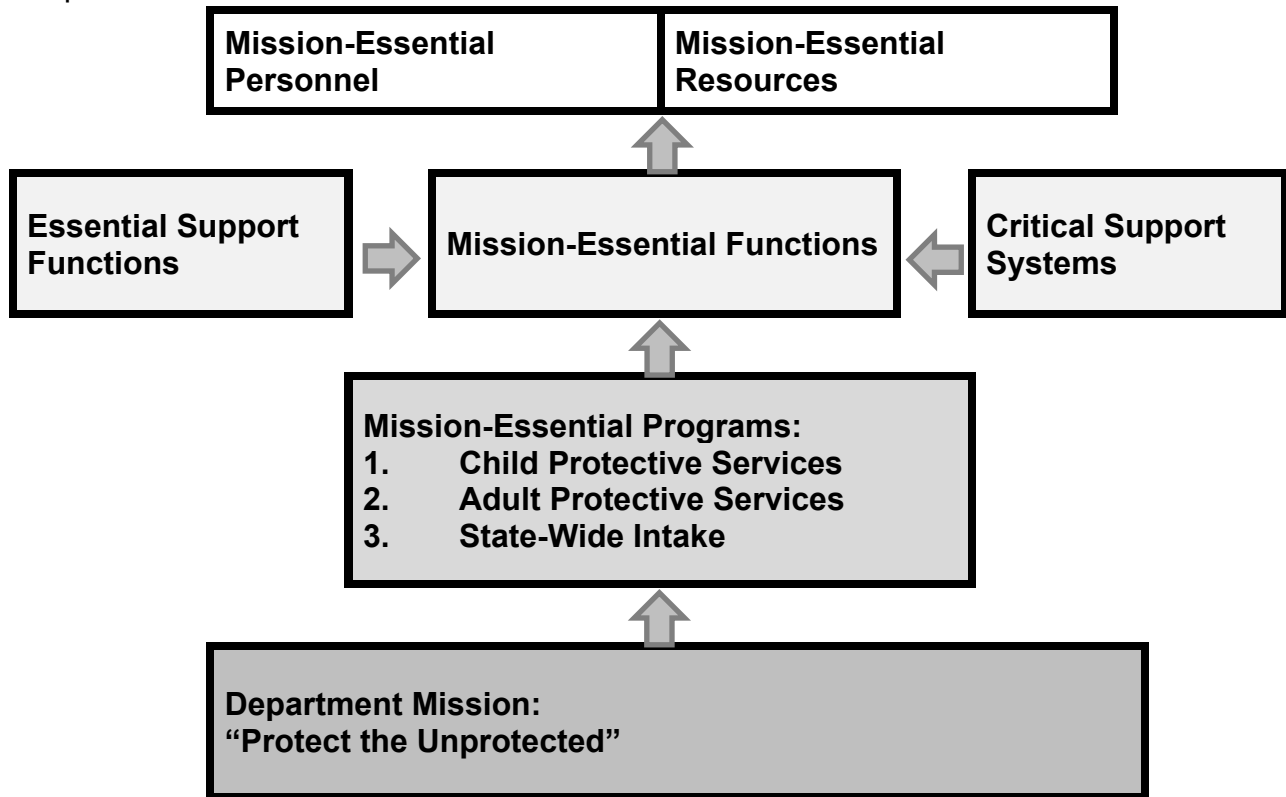 Mission-Essential
Personnel
Mission-Essential
Resources
Essential Support
Functions
Mission-Essential Functions
Critical Support
Systems
Mission-Essential Programs:
1. Child Protective Services
2. Adult Protective Services
3. State-Wide Intake
Department Mission:
“Protect the Unprotected”